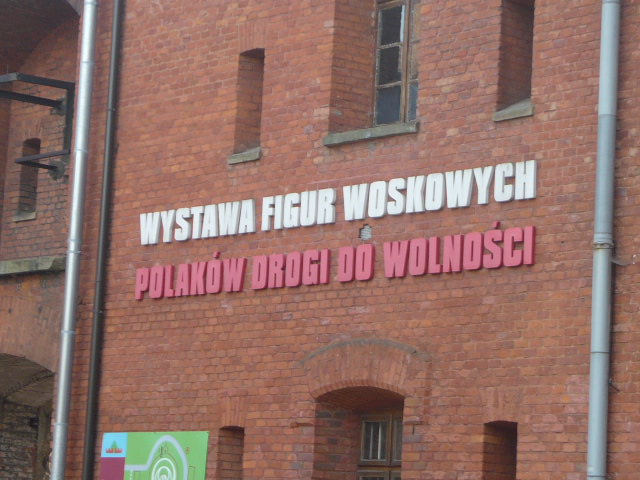 WYSTAWA FIGUR WOSKOWYCH
POLAKÓW DROGI DO WOLNOŚCI